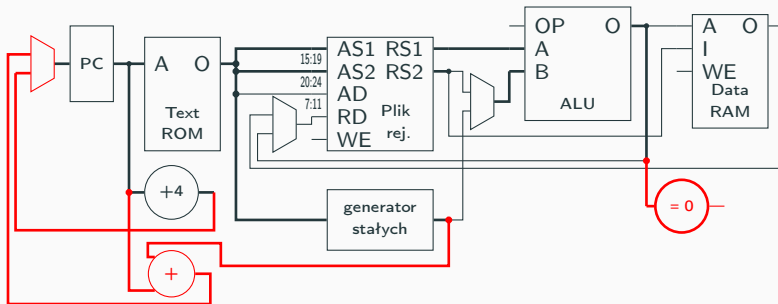 PC
A O
Text
ROM
+4
+
15:19
20:24
7:11
AS1 RS1
AS2 RS2
AD
RD
WE
Plik
rej.
generator
stałych
OP O
A
B
ALU
= 0
A O
I
WE
Data
RAM